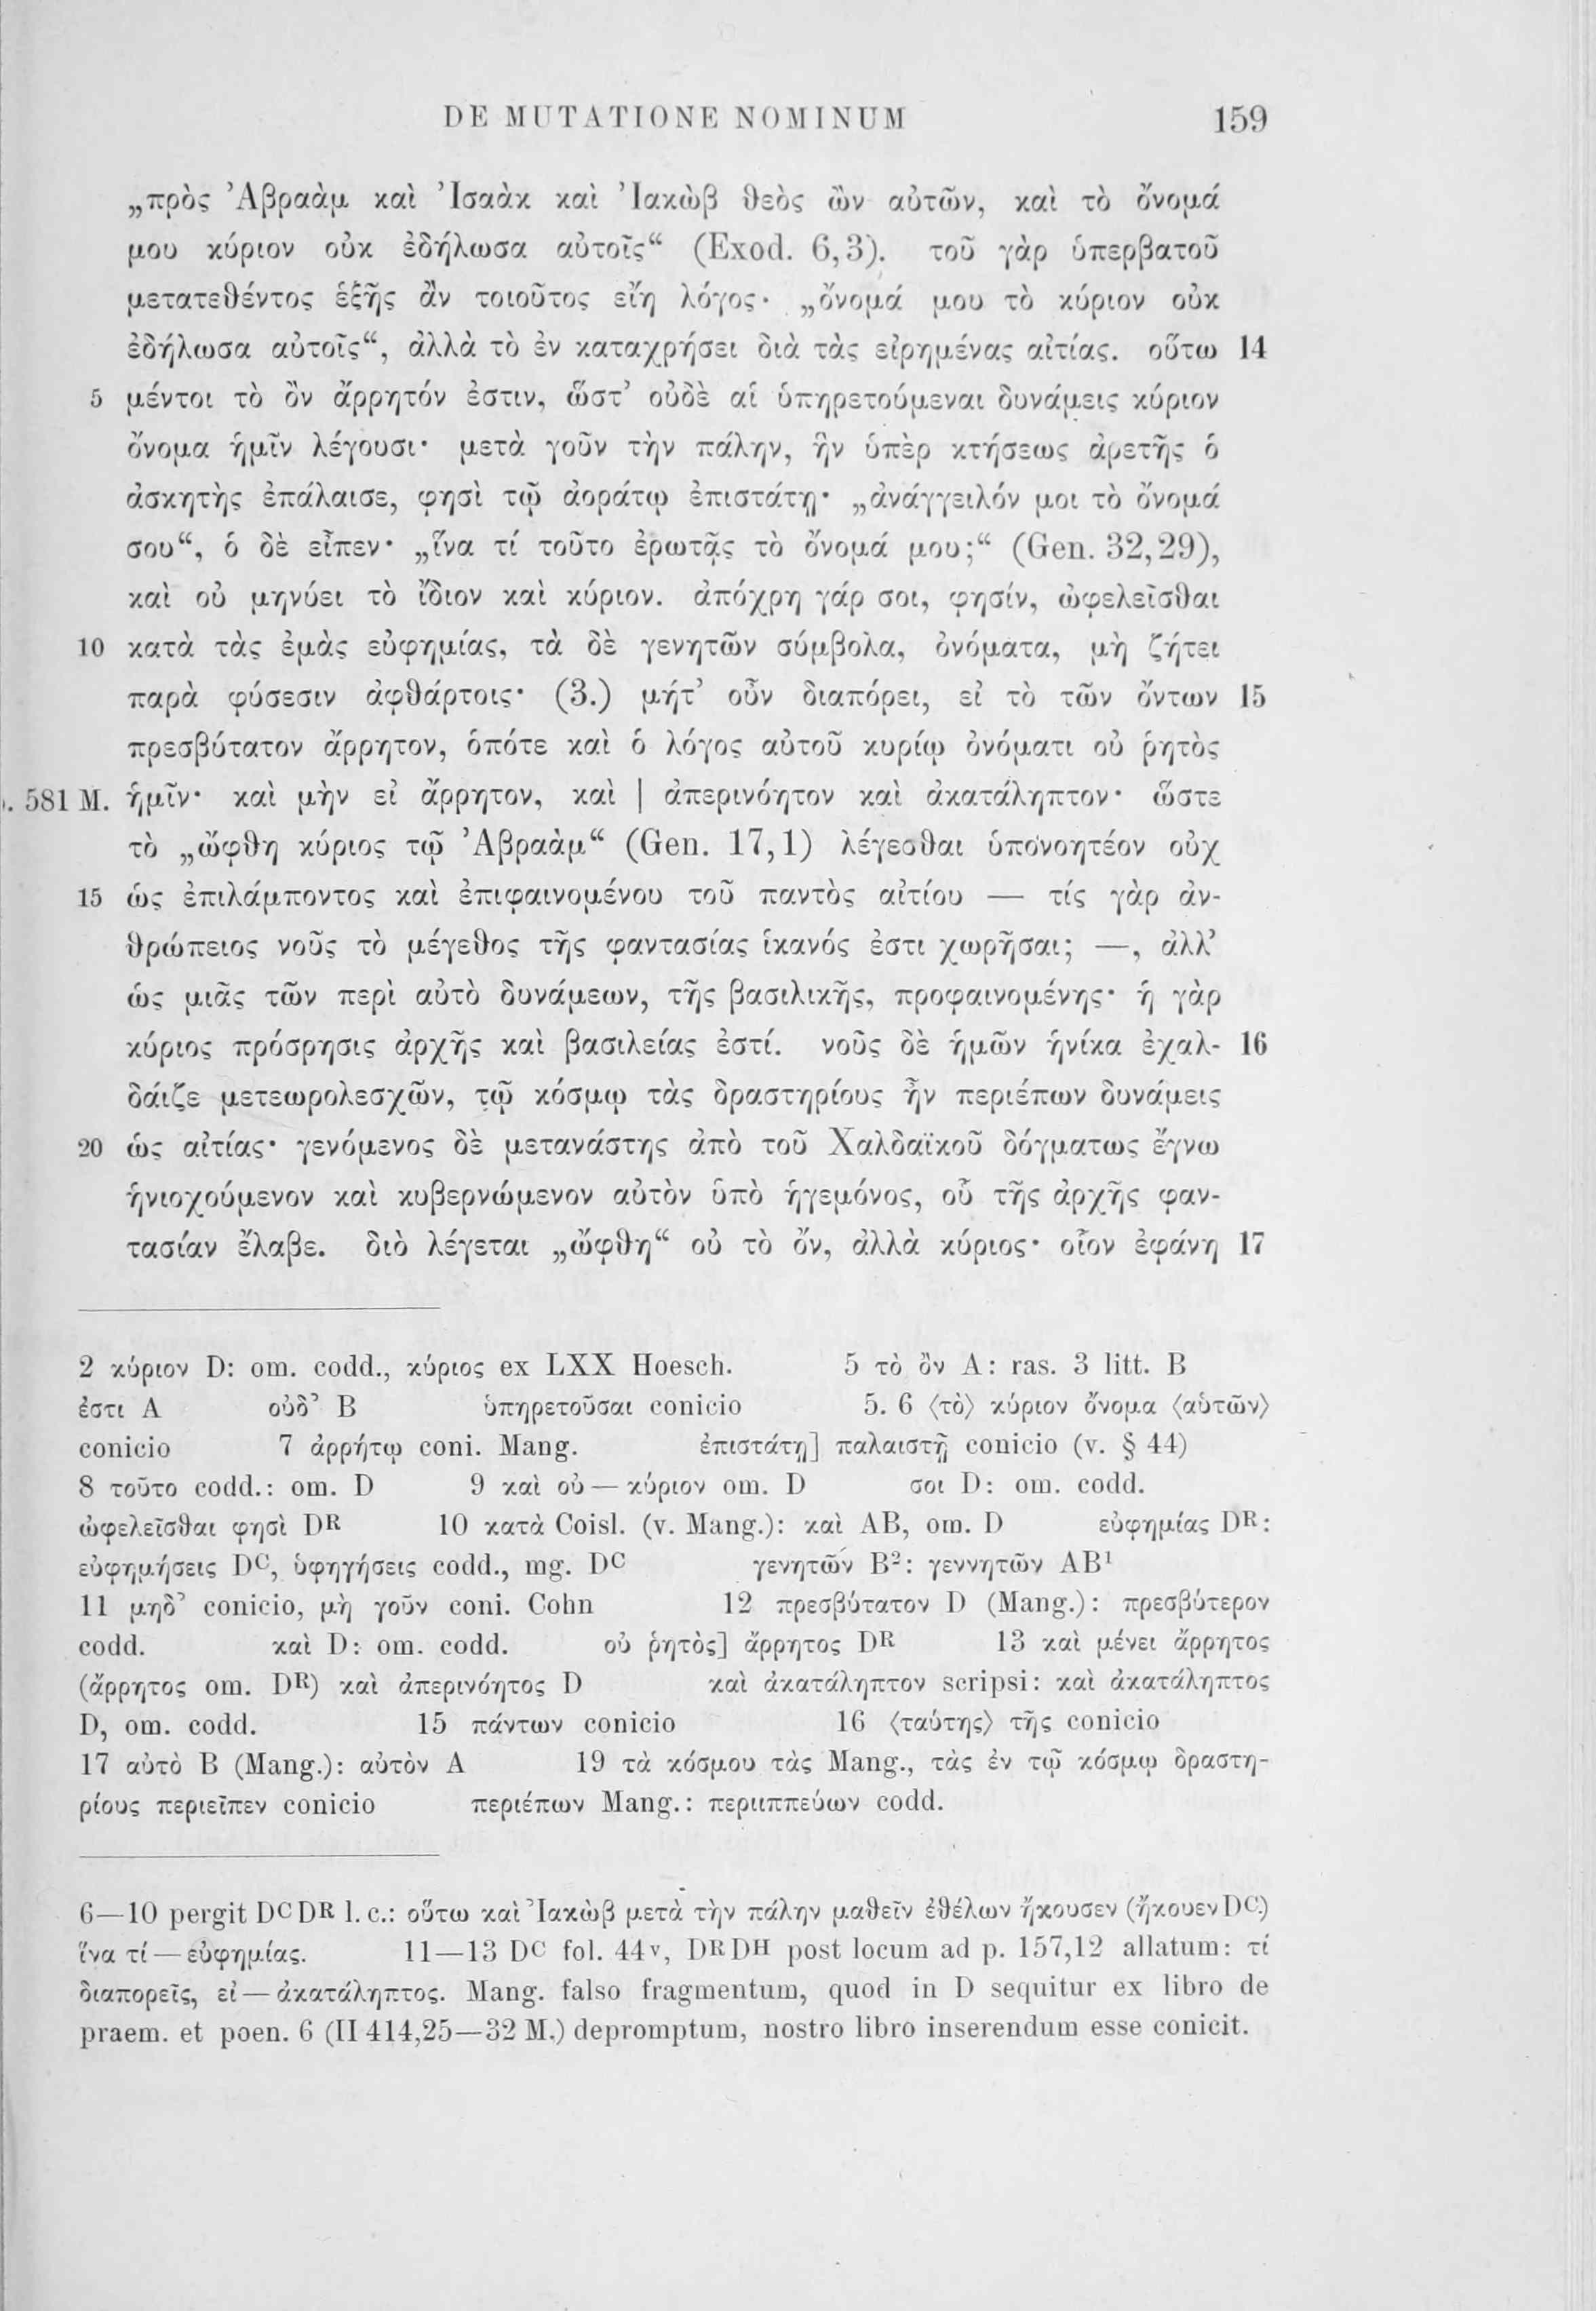 DE MUTATIONE NOMINUM 159
„πρὸς Ἀβραὰμ καὶ Ἰσαὰκ καὶ Ἰακὼβ θεὸς ὢν αὐτῶν, καὶ τὸ ὄνομά
μου κύριον οὐκ ἐδήλωσα αὐτοῖς“ (Exod. 6,3). τοῦ γὰρ ὑπερβατοῦ
μετατεθέντος ἑξῆς ἂν τοιοῦτος εἴη λόγος· „ὄνομά μου τὸ κύριον οὐκ
ἐδήλωσα αὐτοῖς“, ἀλλὰ τὸ ἐν καταχρήσει διὰ τὰς εἰρημένας αἰτίας. οὕτω 14
5 μέντοι τὸ ὂν ἄρρητόν ἐστιν, ὥστ’ οὐδὲ αἱ ὑπηρετούμεναι δυνάμεις κύριον
ὄνομα ἡμῖν λέγουσι· μετὰ γοῦν τὴν πάλην, ἣν ὑπὲρ κτήσεως ἀρετῆς ὁ
ἀσκητὴς ἐπάλαισε, φησὶ τῷ ἀοράτῳ ἐπιστάτῃ· „ἀνάγγειλόν μοι τὸ ὄνομά
σου“, ὁ δὲ εἶπεν· „ἵνα τί τοῦτο ἐρωτᾷς τὸ ὄνομά μου;“ (Gen. 32,29),
καὶ οὐ μηνύει τὸ ἴδιον καὶ κύριον. ἀπόχρη γάρ σοι, φησίν, ὠφελεῖσθαι
10 κατὰ τὰς ἐμὰς εὐφημίας, τὰ δὲ γενητῶν σύμβολα, ὀνόματα, μὴ ζήτει
παρὰ φύσεσιν ἀφθάρτοις· (3.) μήτ’ οὖν διαπόρει, εἰ τὸ τῶν ὄντων 15
πρεσβύτατον ἄρρητον, ὁπότε καὶ ὁ λόγος αὐτοῦ κυρίῳ ὀνόματι οὐ ῥητὸς
. 581 M. ἡμῖν· καὶ μὴν εἰ ἄρρητον, καὶ | ἀπερινόητον καὶ ἀκατάληπτον· ὥστε
τὸ „ὤφθη κύριος τῷ Ἀβραὰμ“ (Gen. 17,1) λέγεσθαι ὑπονοητέον οὐχ
15 ὡς ἐπιλάμποντος καὶ ἐπιφαινομένου τοῦ παντὸς αἰτίου — τίς γὰρ ἀν-
θρώπειος νοῦς τὸ μέγεθος τῆς φαντασίας ἱκανός ἐστι χωρῆσαι; —, ἀλλ’
ὡς μιᾶς τῶν περὶ αὐτὸ δυνάμεων, τῆς βασιλικῆς, προφαινομένης· ἡ γὰρ
κύριος πρόσρησις ἀρχῆς καὶ βασιλείας ἐστί. νοῦς δὲ ἡμῶν ἡνίκα ἐχαλ- 16
δάιζε μετεωρολεσχῶν, τῷ κόσμῳ τὰς δραστηρίους ἦν περιέπων δυνάμεις
20 ὡς αἰτίας· γενόμενος δὲ μετανάστης ἀπὸ τοῦ Χαλδαϊκοῦ δόγματως ἔγνω
ἡνιοχούμενον καὶ κυβερνώμενον αὐτὸν ὑπὸ ἡγεμόνος, οὗ τῆς ἀρχῆς φαν-
τασίαν ἔλαβε. διὸ λέγεται „ὤφθη“ οὐ τὸ ὄν, ἀλλὰ κύριος· οἷον ἐφάνη 17
2 κύριον D: om. codd., κύριος ex LXX Hoesch. 5 τὸ ὂν A: ras. 3 litt. B
ἐστι A οὐδ’ B ὑπηρετοῦσαι conicio 5. 6 〈τὸ〉 κύριον ὄνομα 〈αὑτῶν〉
conicio 7 ἀρρήτῳ coni. Mang. ἐπιστάτῃ] παλαιστῇ conicio (v. § 44)
8 τοῦτο codd.: om. D 9 καὶ οὐ — κύριον om. D σοι D: om. codd.
ὠφελεῖσθαι φησὶ DR 10 κατὰ Coisl. (v. Mang.): καὶ AB, om. D εὐφημίας DR:
εὐφημήσεις DC, ὑφηγήσεις codd., mg. DC γενητῶν B2: γεννητῶν AB1
11 μηδ’ conicio, μὴ γοῦν coni. Cohn 12 πρεσβύτατον D (Mang.): πρεσβύτερον
codd. καὶ D: om. codd. οὐ ῥητὸς] ἄρρητος DR 13 καὶ μένει ἄρρητος
(ἄρρητος om. DR) καὶ ἀπερινόητος D καὶ ἀκατάληπτον scripsi: καὶ ἀκατάληπτος
D, om. codd. 15 πάντων conicio 16 〈ταύτης〉 τῆς conicio
17 αὐτὸ B (Mang.): αὐτὸν A 19 τὰ κόσμου τὰς Mang., τὰς ἐν τῷ κόσμῳ δραστη-
ρίους περιεῖπεν conicio περιέπων Mang.: περιιππεύων codd.
6—10 pergit DC DR l. c.: οὕτω καὶ Ἰακὼβ μετὰ τὴν πάλην μαθεῖν ἐθέλων ἤκουσεν (ἤκουεν DC)
ἵνα τί — εὐφημίας. 11—13 DC fol. 44v, DR DH post locum ad p. 157,12 allatum: τί
διαπορεῖς, εἰ — ἀκατάληπτος. Mang. falso fragmentum, quod in D sequitur ex libro de
praem. et poen. 6 (II 414,25—32 M.) depromptum, nostro libro inserendum esse conicit.